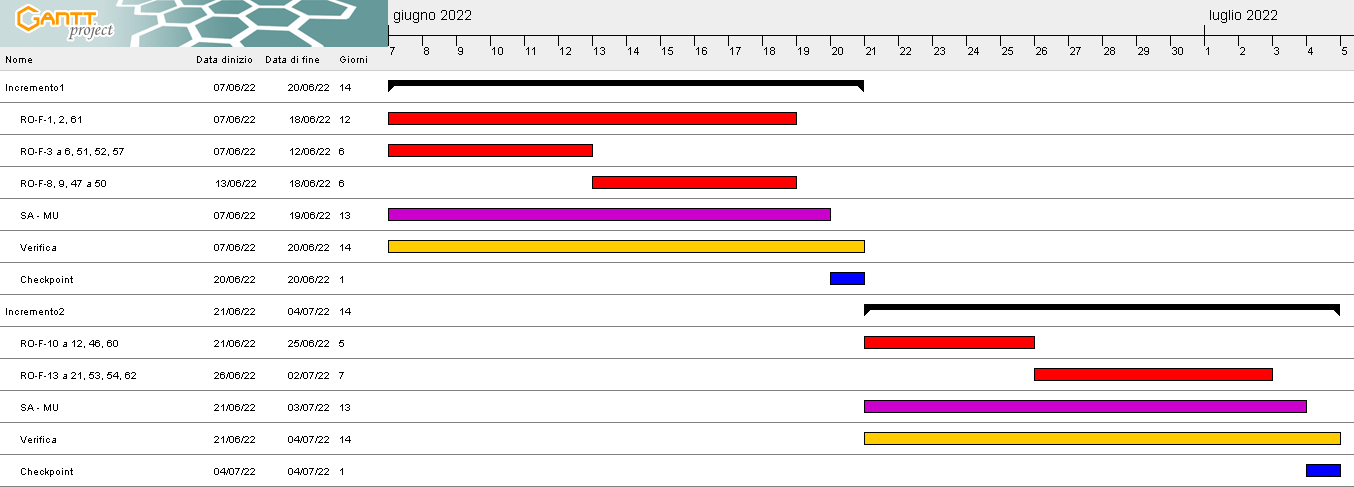 GANTT
project
giugno 2022
luglio 2022
7 8 9 10 11 12 13 14 15 16 17 18 19 20 21 22 23 24 25 26 27 28 29 30 1 2 3 4 5
Nome Data dinizio Data di fine Giorni
Incremento1 07/06/22 20/06/22 14
RO-F-1, 2, 61 07/06/22 18/06/22 12
RO-F-3 a 6, 51, 52, 57 07/06/22 12/06/22 6
RO-F-8, 9, 47 a 50 13/06/22 18/06/22 6
SA - MU 07/06/22 19/06/22 13
Verifica 07/06/22 20/06/22 14
Checkpoint 20/06/22 20/06/22 1
Incremento2 21/06/22 04/07/22 14
RO-F-10 a 12, 46, 60 21/06/22 25/06/22 5
RO-F-13 a 21, 53, 54, 62 26/06/22 02/07/22 7
SA - MU 21/06/22 03/07/22 13
Verifica 21/06/22 04/07/22 14
Checkpoint 04/07/22 04/07/22 1